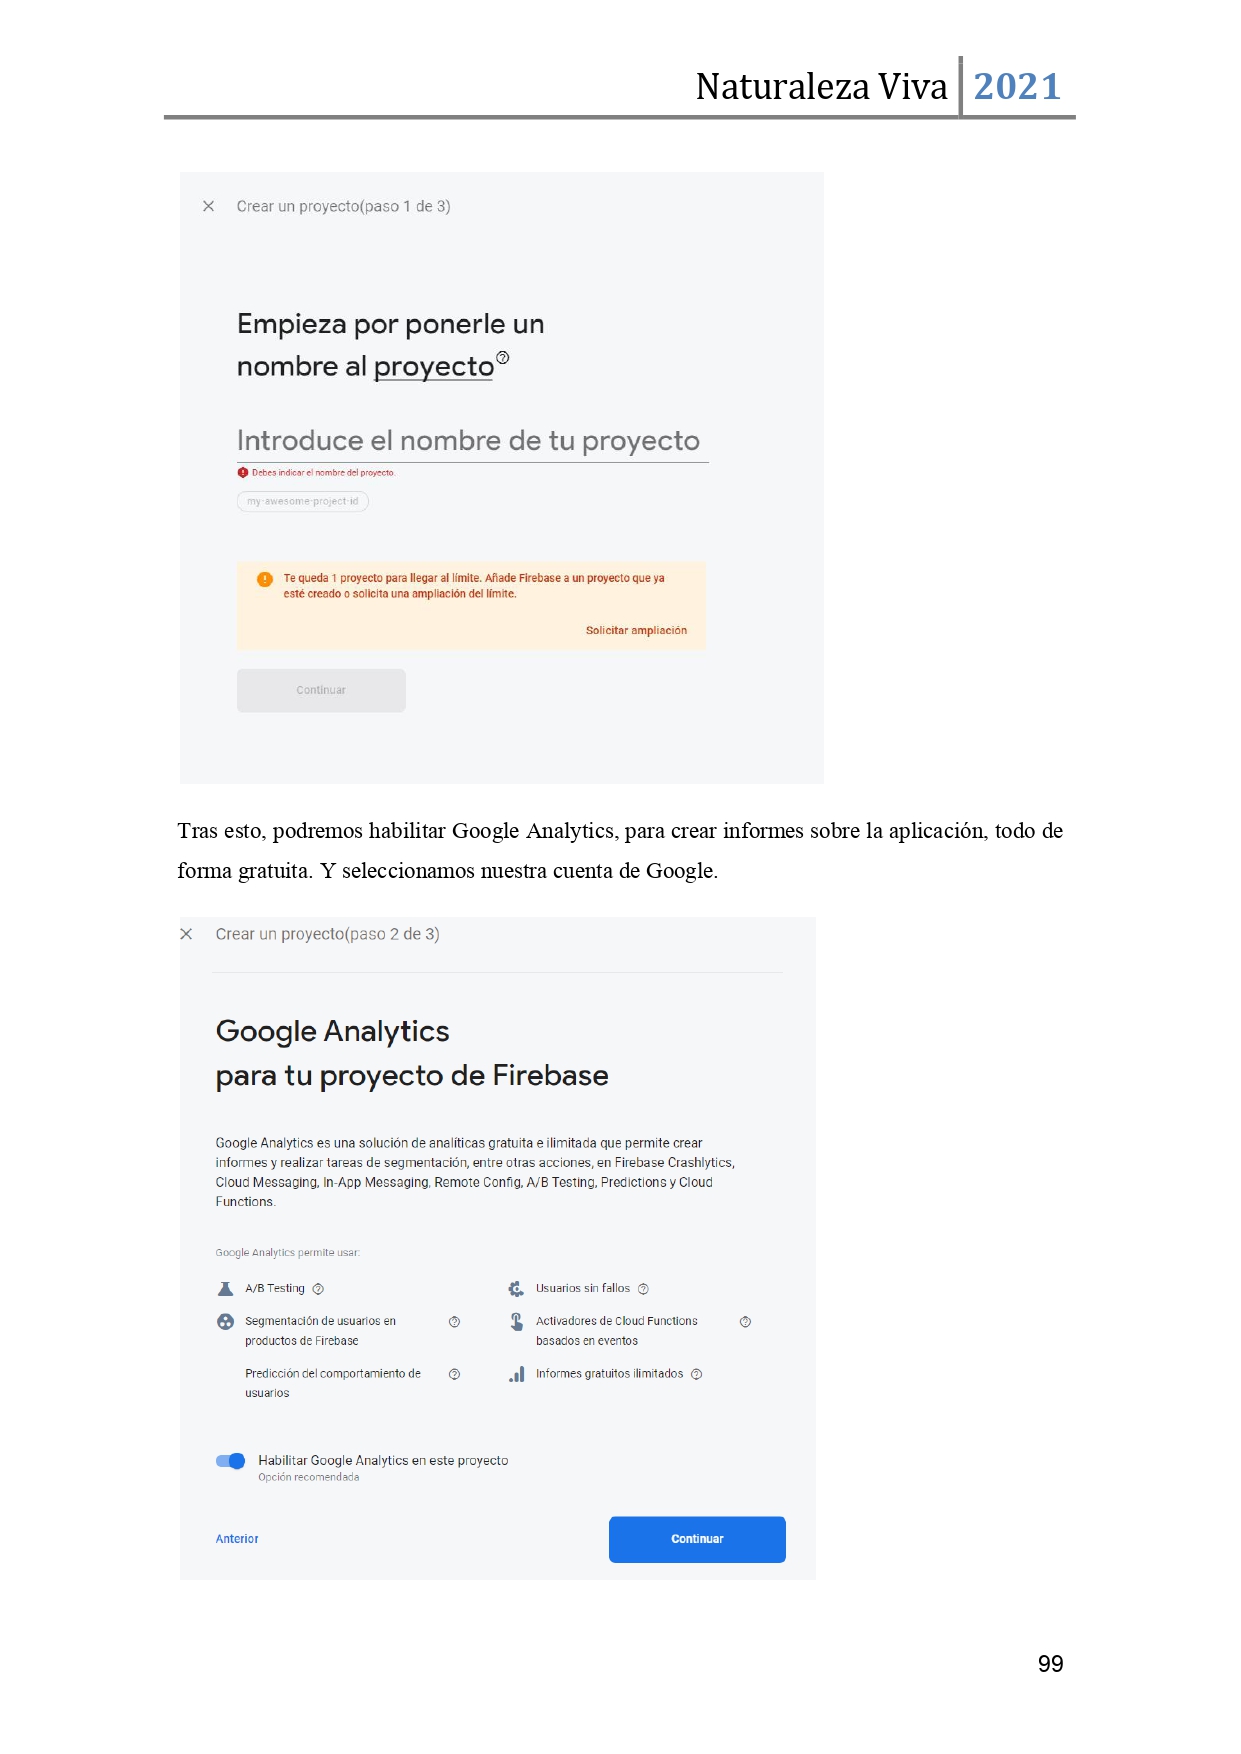 Naturaleza Viva 2021
Crear un proyecto(paso 1 de 3)
Empieza por ponerle un
nombre al proyecto
Introduce el nombre de tu proyecto
Debes indicar el nombre del proyecto.
my-awesome-project-id
Te queda 1 proyecto para llegar al límite. Añade Firebase a un proyecto que ya
esté creado o solicita una ampliación del límite.
Solicitar ampliación
Continuar
Tras esto, podremos habilitar Google Analytics, para crear informes sobre la aplicación, todo de
forma gratuita. Y seleccionamos nuestra cuenta de Google.
Crear un proyecto(paso 2 de 3)
Google Analytics
para tu proyecto de Firebase
Google Analytics es una solución de analíticas gratuita e ilimitada que permite crear
informes y realizar tareas de segmentación, entre otras acciones, en Firebase Crashlytics,
Cloud Messaging, In-App Messaging, Remote Config, A/B Testing, Predictions y Cloud
Functions.
Google Analytics permite usar:
A/B Testing
Usuarios sin fallos
Segmentación de usuarios en
productos de Firebase
Activadores de Cloud Functions
basados en eventos
Predicción del comportamiento de
usuarios
Informes gratuitos ilimitados
Habilitar Google Analytics en este proyecto
Opción recomendada
Anterior
Continuar
99